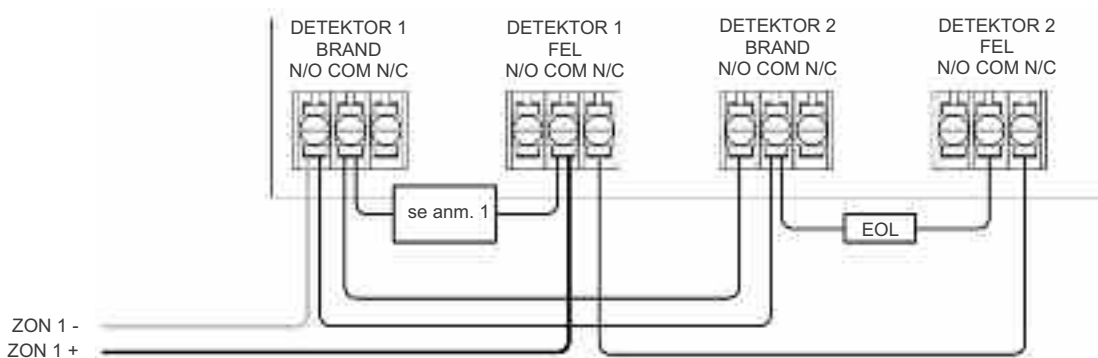 DETEKTOR 1
BRAND
N/O COM N/C
DETEKTOR 1
FEL
N/O COM N/C
DETEKTOR 2
BRAND
N/O COM N/C
DETEKTOR 2
FEL
N/O COM N/C
se anm. 1
EOL
ZON 1 -
ZON 1 +